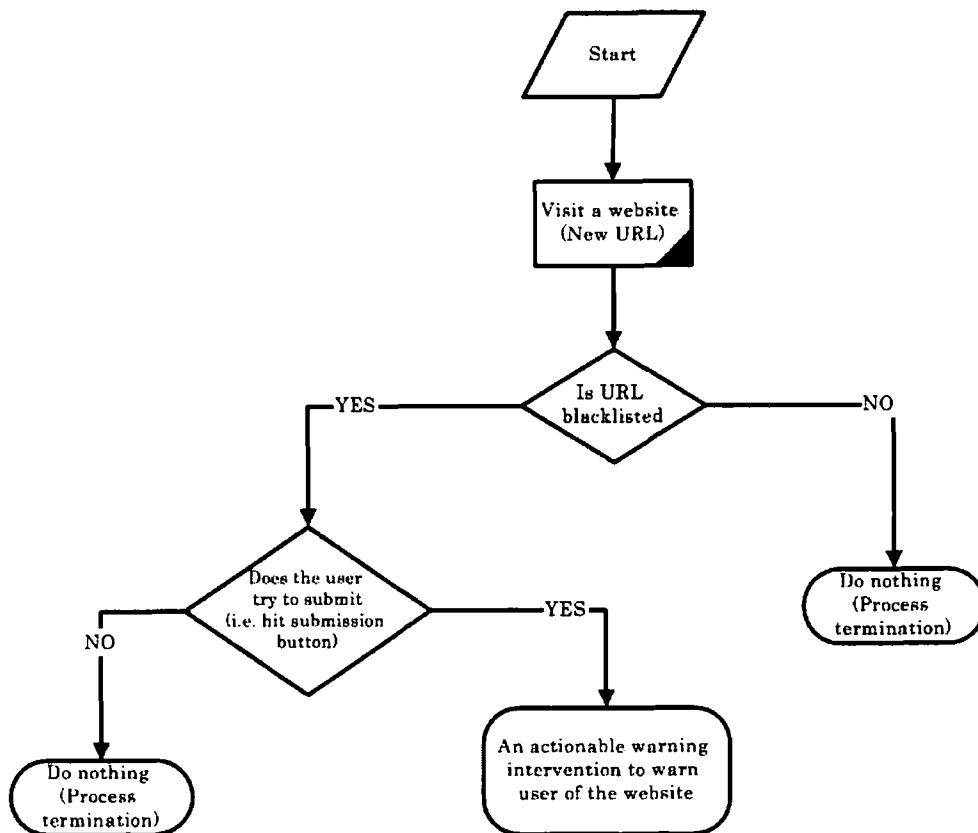 Start
Visit a website
(New URL)
Is URL
blacklisted
YES
NO
Does the user
try to submit
(i.e. hit submission
button)
NO
YES
Do nothing
(Process
termination)
An actionable warning
intervention to warn
user of the website
Do nothing
(Process
termination)